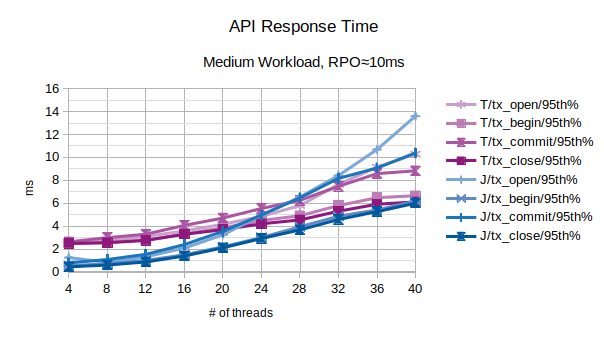 API Response Time
Medium Workload, RPO≈10ms
16
14
12
10
8
6
4
2
0
ms
4 8 12 16 20 24 28 32 36 40
# of threads
T/tx_open/95th%
T/tx_begin/95th%
T/tx_commit/95th%
T/tx_close/95th%
J/tx_open/95th%
J/tx_begin/95th%
J/tx_commit/95th%
J/tx_close/95th%